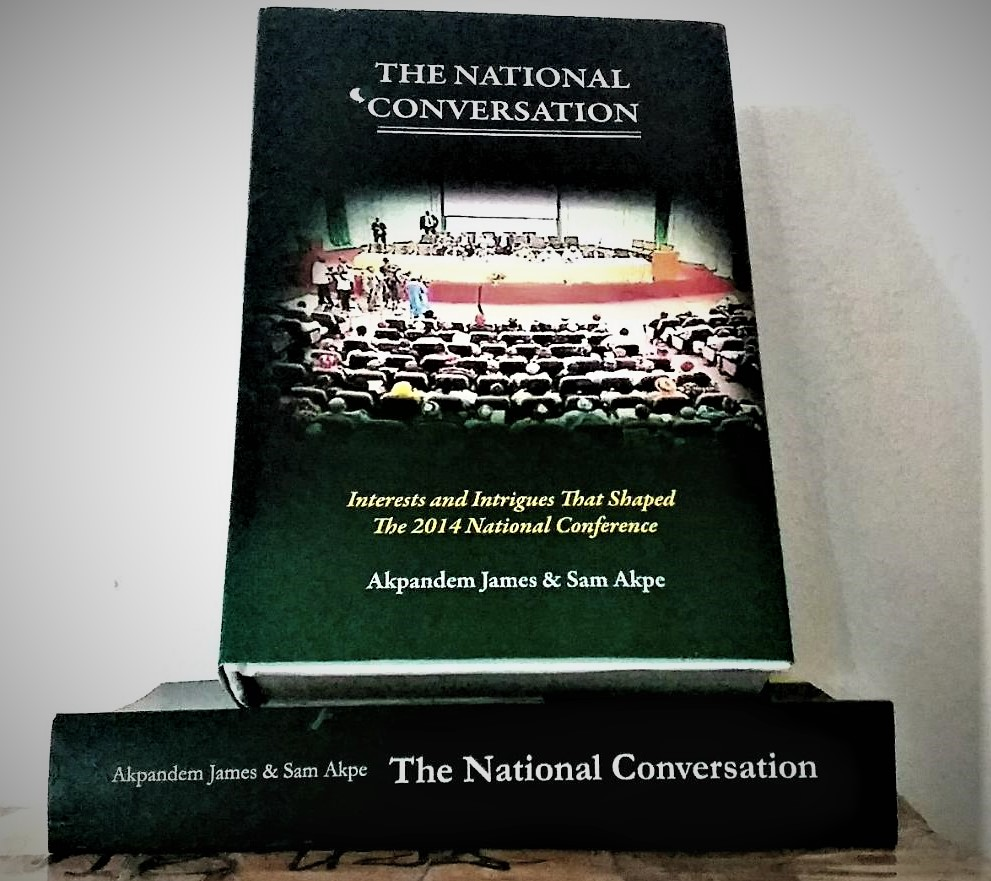 THE NATIONAL
CONVERSATION
Interests and Intrigues That Shaped
The 2014 National Conference
Akpandem James & Sam Akpe
Akpandem James & Sam Akpe The National Conversation